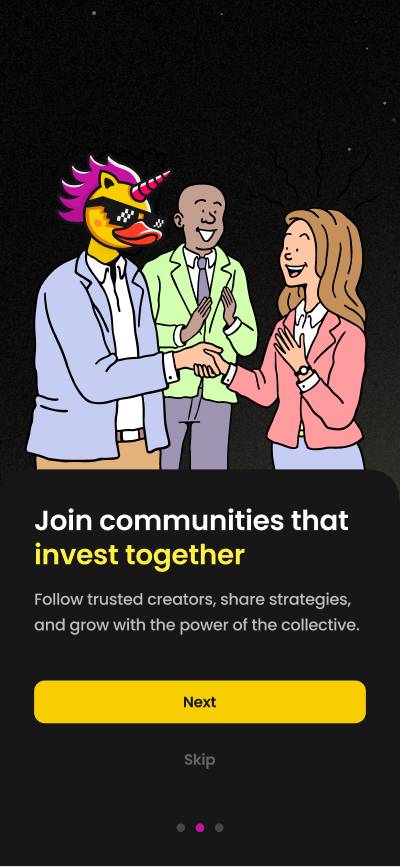 Join communities that
invest together
Follow trusted creators, share strategies,
and grow with the power of the collective.
Next
Skip